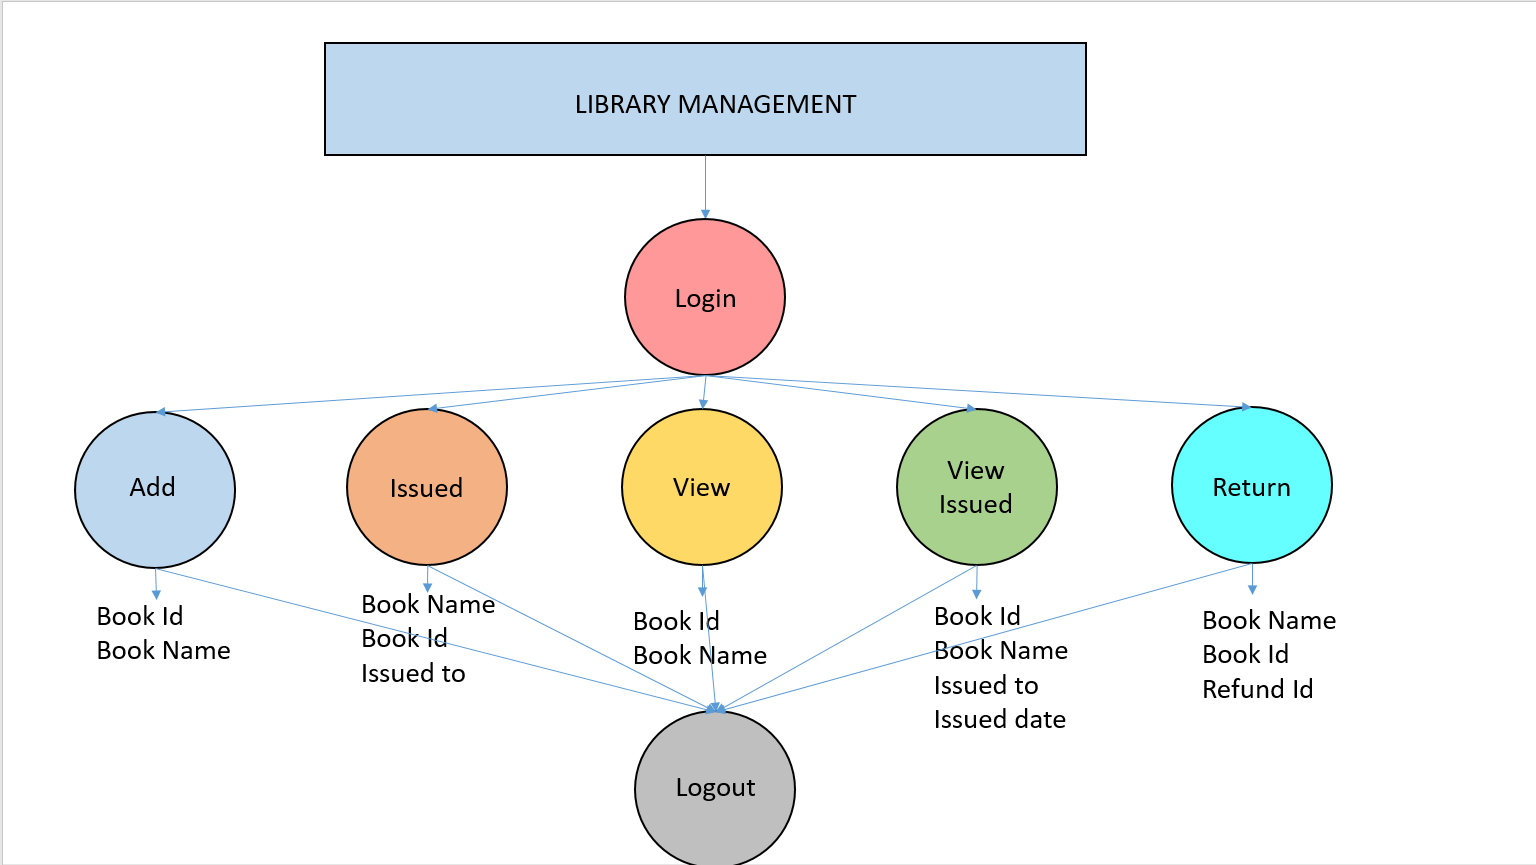 LIBRARY MANAGEMENT
Login
Add
Issued
View
View
Issued
Return
Book Id
Book Name
Book Name
Book Id
Issued to
Book Id
Book Name
Book Id
Book Name
Issued to
Issued date
Book Name
Book Id
Refund Id
Logout